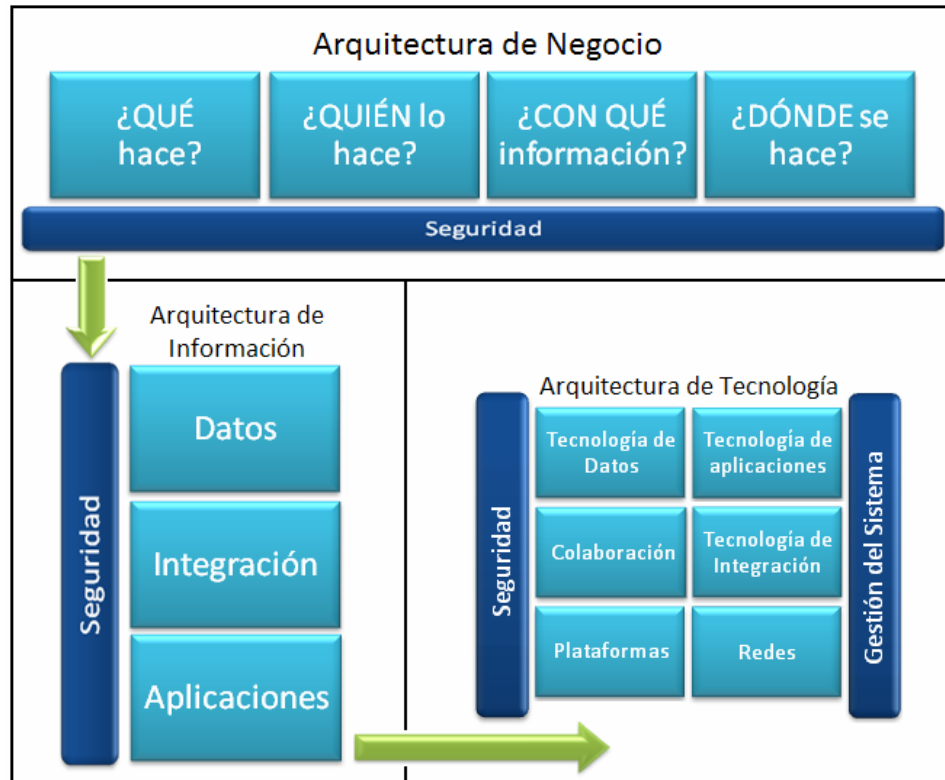 Arquitectura de Negocio
¿QUÉ
hace?
¿QUIÉN lo
hace?
¿CON QUÉ
información?
¿DÓNDE se
hace?
Seguridad
Arquitectura de
Información
Seguridad
Datos
Integración
Aplicaciones
Arquitectura de Tecnología
Seguridad
Tecnología de
Datos
Tecnología de
aplicaciones
Colaboración
Tecnología de
Integración
Plataformas
Redes
Gestión del Sistema